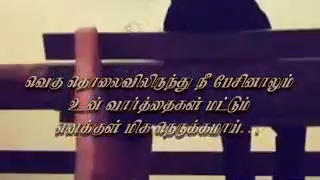 வெகு தொலைவிலிருந்து நீ பேசினாலும்
உன் வார்த்தைகள் மட்டும்
எனக்குள் மிக நெருக்கமாய். . .